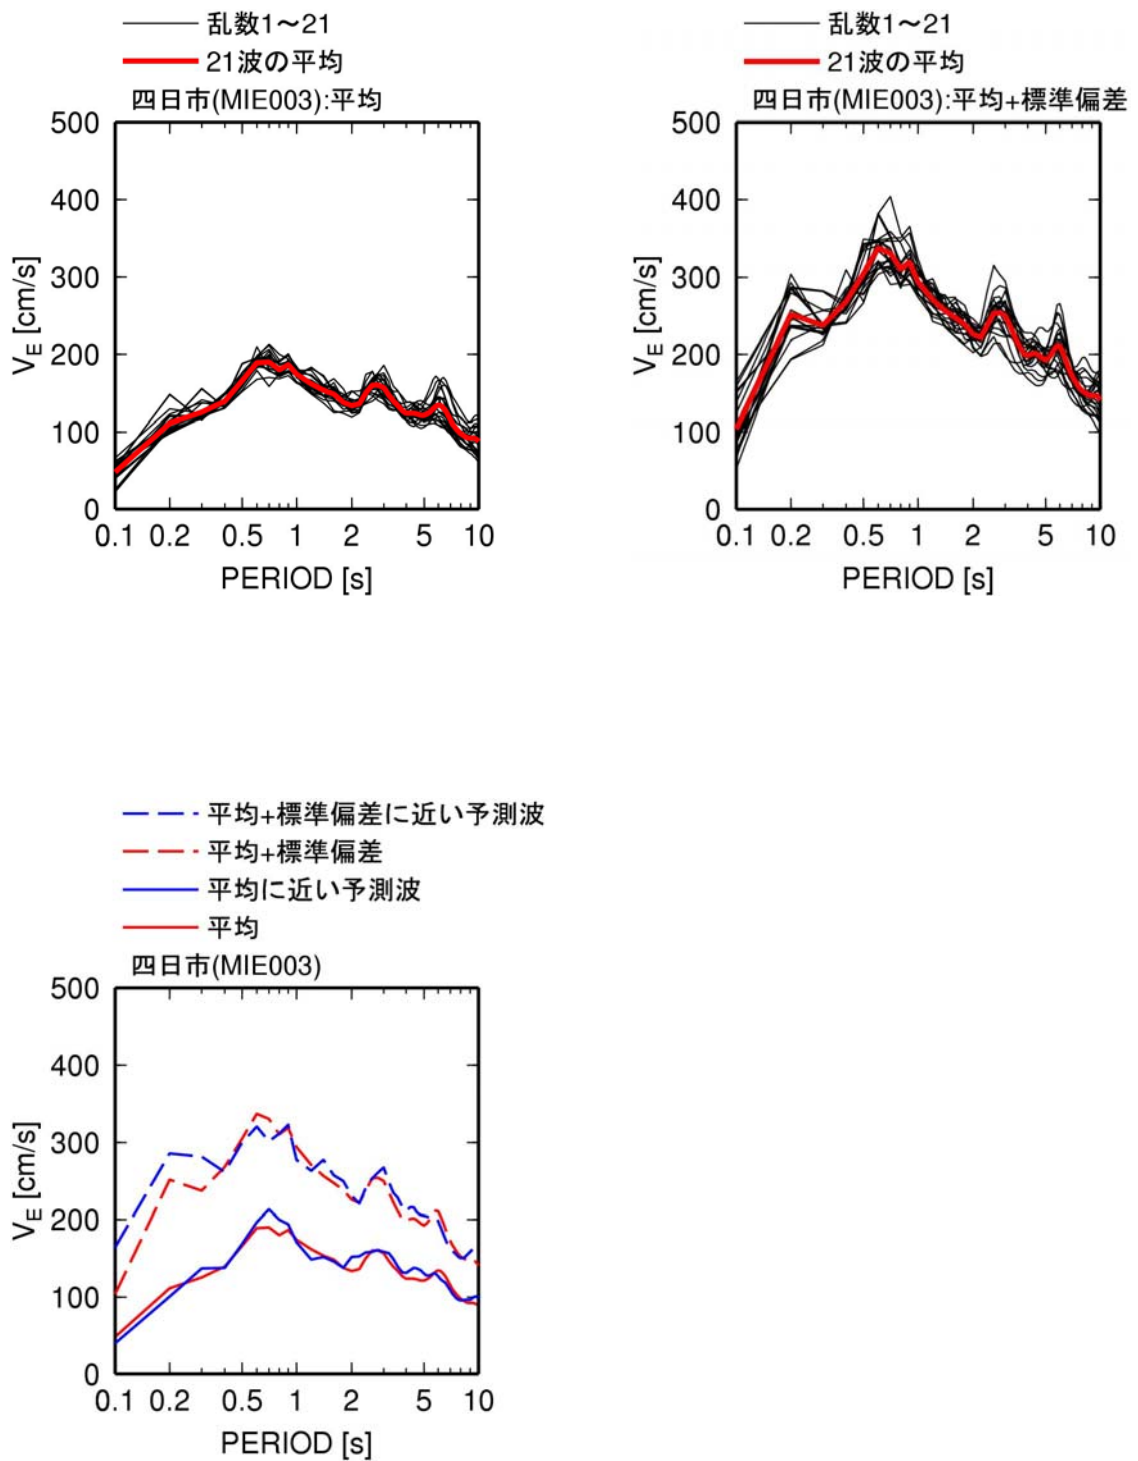 乱数1〜21
21波の平均
四日市(MIE003):平均
500
400
300
200
100
0
V_E [cm/s]
0.1 0.2 0.5 1 2 5 10
PERIOD [s]
乱数1〜21
21波の平均
四日市(MIE003):平均+標準偏差
500
400
300
200
100
0
V_E [cm/s]
0.1 0.2 0.5 1 2 5 10
PERIOD [s]
平均+標準偏差に近い予測波
平均+標準偏差
平均に近い予測波
平均
四日市(MIE003)
500
400
300
200
100
0
V_E [cm/s]
0.1 0.2 0.5 1 2 5 10
PERIOD [s]